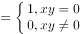 = { 1, xy = 0
0, xy ≠ 0